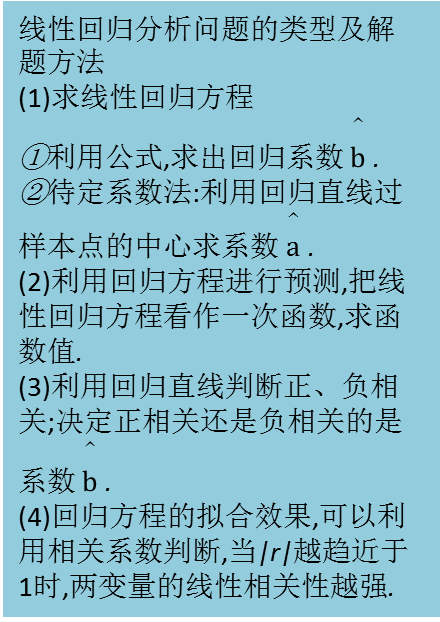 线性回归分析问题的类型及解
题方法
(1)求线性回归方程
①利用公式,求出回归系数b̂.
②待定系数法:利用回归直线过
样本点的中心求系数â.
(2)利用回归方程进行预测,把线
性回归方程看作一次函数,求函
数值.
(3)利用回归直线判断正、负相
关;决定正相关还是负相关的是
系数b̂.
(4)回归方程的拟合效果,可以利
用相关系数判断,当|r|越趋近于
1时,两变量的线性相关性越强.